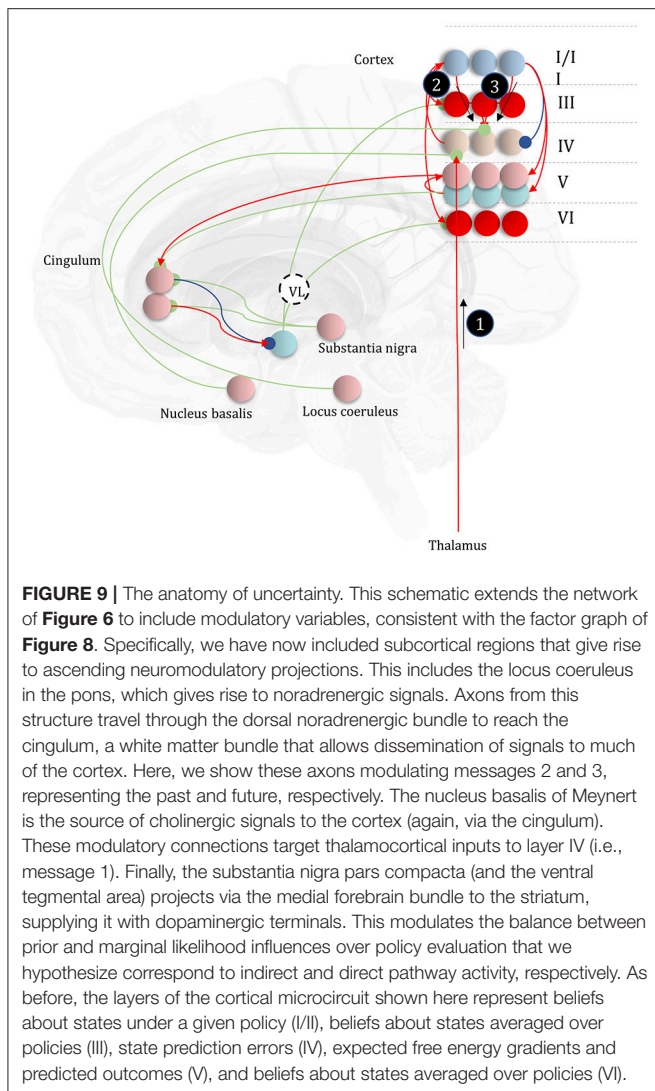 Cortex
I/I
I
2
3
III
IV
V
VI
Cingulum
VL
1
Substantia nigra
Nucleus basalis
Locus coeruleus
Thalamus
FIGURE 9 | The anatomy of uncertainty. This schematic extends the network
of Figure 6 to include modulatory variables, consistent with the factor graph of
Figure 8. Specifically, we have now included subcortical regions that give rise
to ascending neuromodulatory projections. This includes the locus coeruleus
in the pons, which gives rise to noradrenergic signals. Axons from this
structure travel through the dorsal noradrenergic bundle to reach the
cingulum, a white matter bundle that allows dissemination of signals to much
of the cortex. Here, we show these axons modulating messages 2 and 3,
representing the past and future, respectively. The nucleus basalis of Meynert
is the source of cholinergic signals to the cortex (again, via the cingulum).
These modulatory connections target thalamocortical inputs to layer IV (i.e.,
message 1). Finally, the substantia nigra pars compacta (and the ventral
tegmental area) projects via the medial forebrain bundle to the striatum,
supplying it with dopaminergic terminals. This modulates the balance between
prior and marginal likelihood influences over policy evaluation that we
hypothesize correspond to indirect and direct pathway activity, respectively. As
before, the layers of the cortical microcircuit shown here represent beliefs
about states under a given policy (I/II), beliefs about states averaged over
policies (III), state prediction errors (IV), expected free energy gradients and
predicted outcomes (V), and beliefs about states averaged over policies (VI).